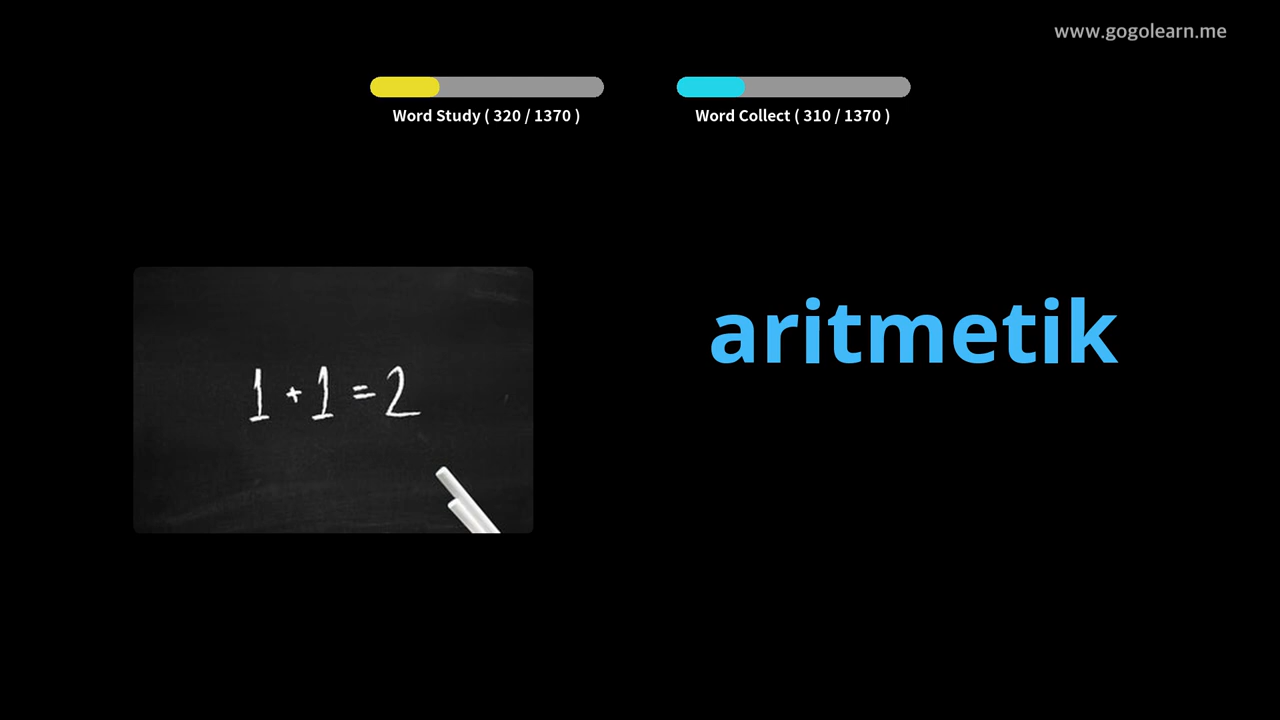 www.gogolearn.me
Word Study ( 320 / 1370 )
Word Collect ( 310 / 1370 )
aritmetik
1 + 1 = 2